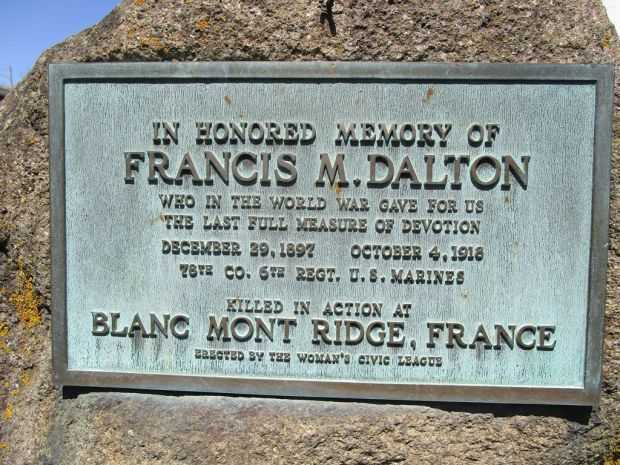 IN HONORED MEMORY OF
FRANCIS M. DALTON
WHO IN THE WORLD WAR GAVE FOR US
THE LAST FULL MEASURE OF DEVOTION
DECEMBER 29, 1897 OCTOBER 4, 1918
78TH CO. 6TH REGT. U.S. MARINES
KILLED IN ACTION AT
BLANC MONT RIDGE, FRANCE
ERECTED BY THE WOMAN'S CIVIC LEAGUE